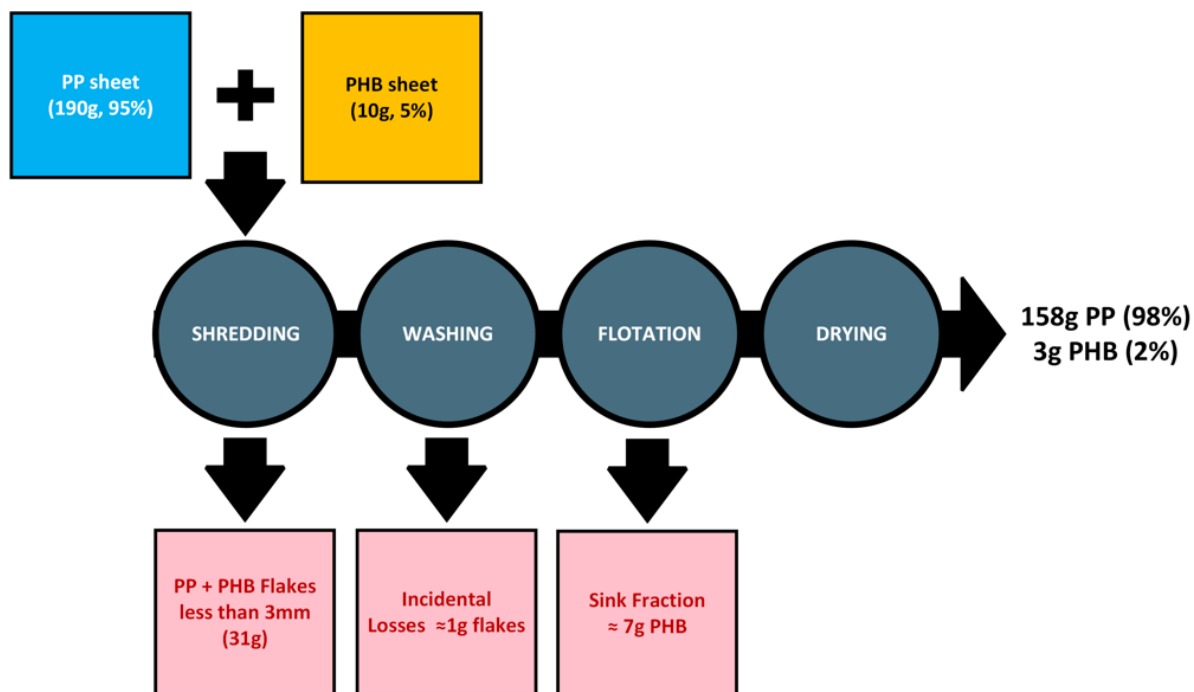 PP sheet
(190g, 95%)
PHB sheet
(10g, 5%)
SHREDDING
WASHING
FLOTATION
DRYING
158g PP (98%)
3g PHB (2%)
PP + PHB Flakes
less than 3mm
(31g)
Incidental
Losses ≈1g flakes
Sink Fraction
≈ 7g PHB